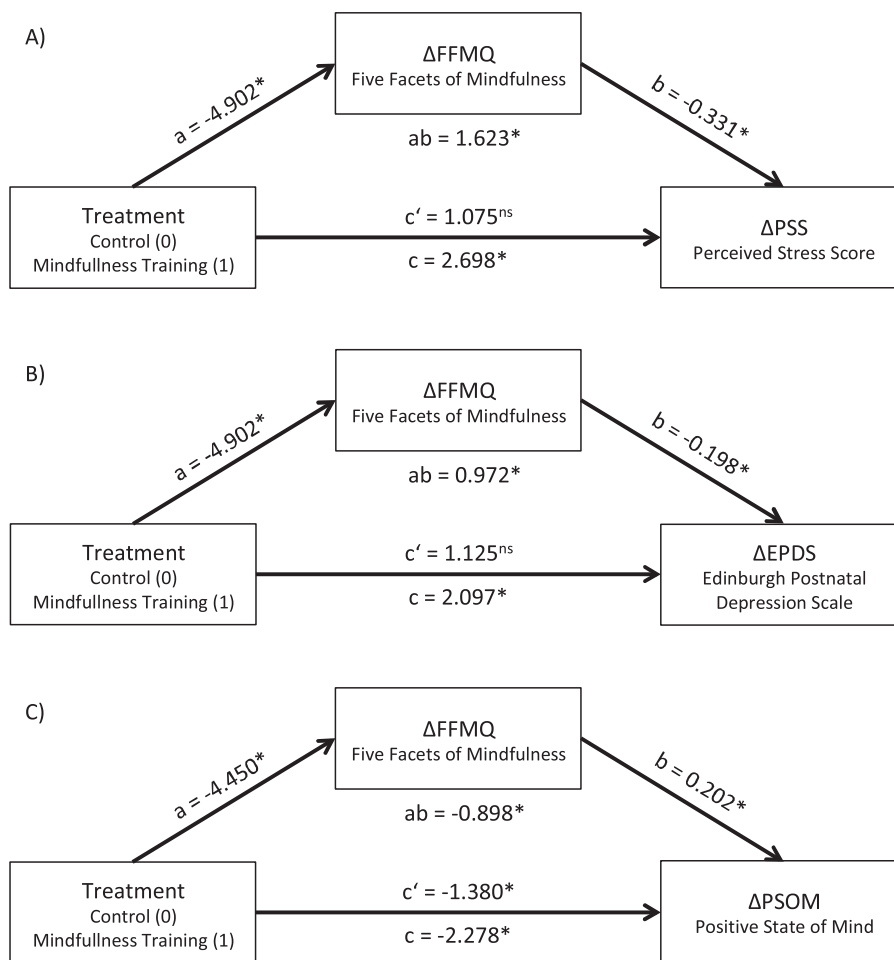 A)
ΔFFMQ
Five Facets of Mindfulness
a = -4.902*
b = -0.331*
ab = 1.623*
Treatment
Control (0)
Mindfullness Training (1)
c‘ = 1.075ns
c = 2.698*
ΔPSS
Perceived Stress Score
B)
ΔFFMQ
Five Facets of Mindfulness
a = -4.902*
b = -0.198*
ab = 0.972*
Treatment
Control (0)
Mindfullness Training (1)
c‘ = 1.125ns
c = 2.097*
ΔEPDS
Edinburgh Postnatal
Depression Scale
C)
ΔFFMQ
Five Facets of Mindfulness
a = -4.450*
b = 0.202*
ab = -0.898*
Treatment
Control (0)
Mindfullness Training (1)
c‘ = -1.380*
c = -2.278*
ΔPSOM
Positive State of Mind